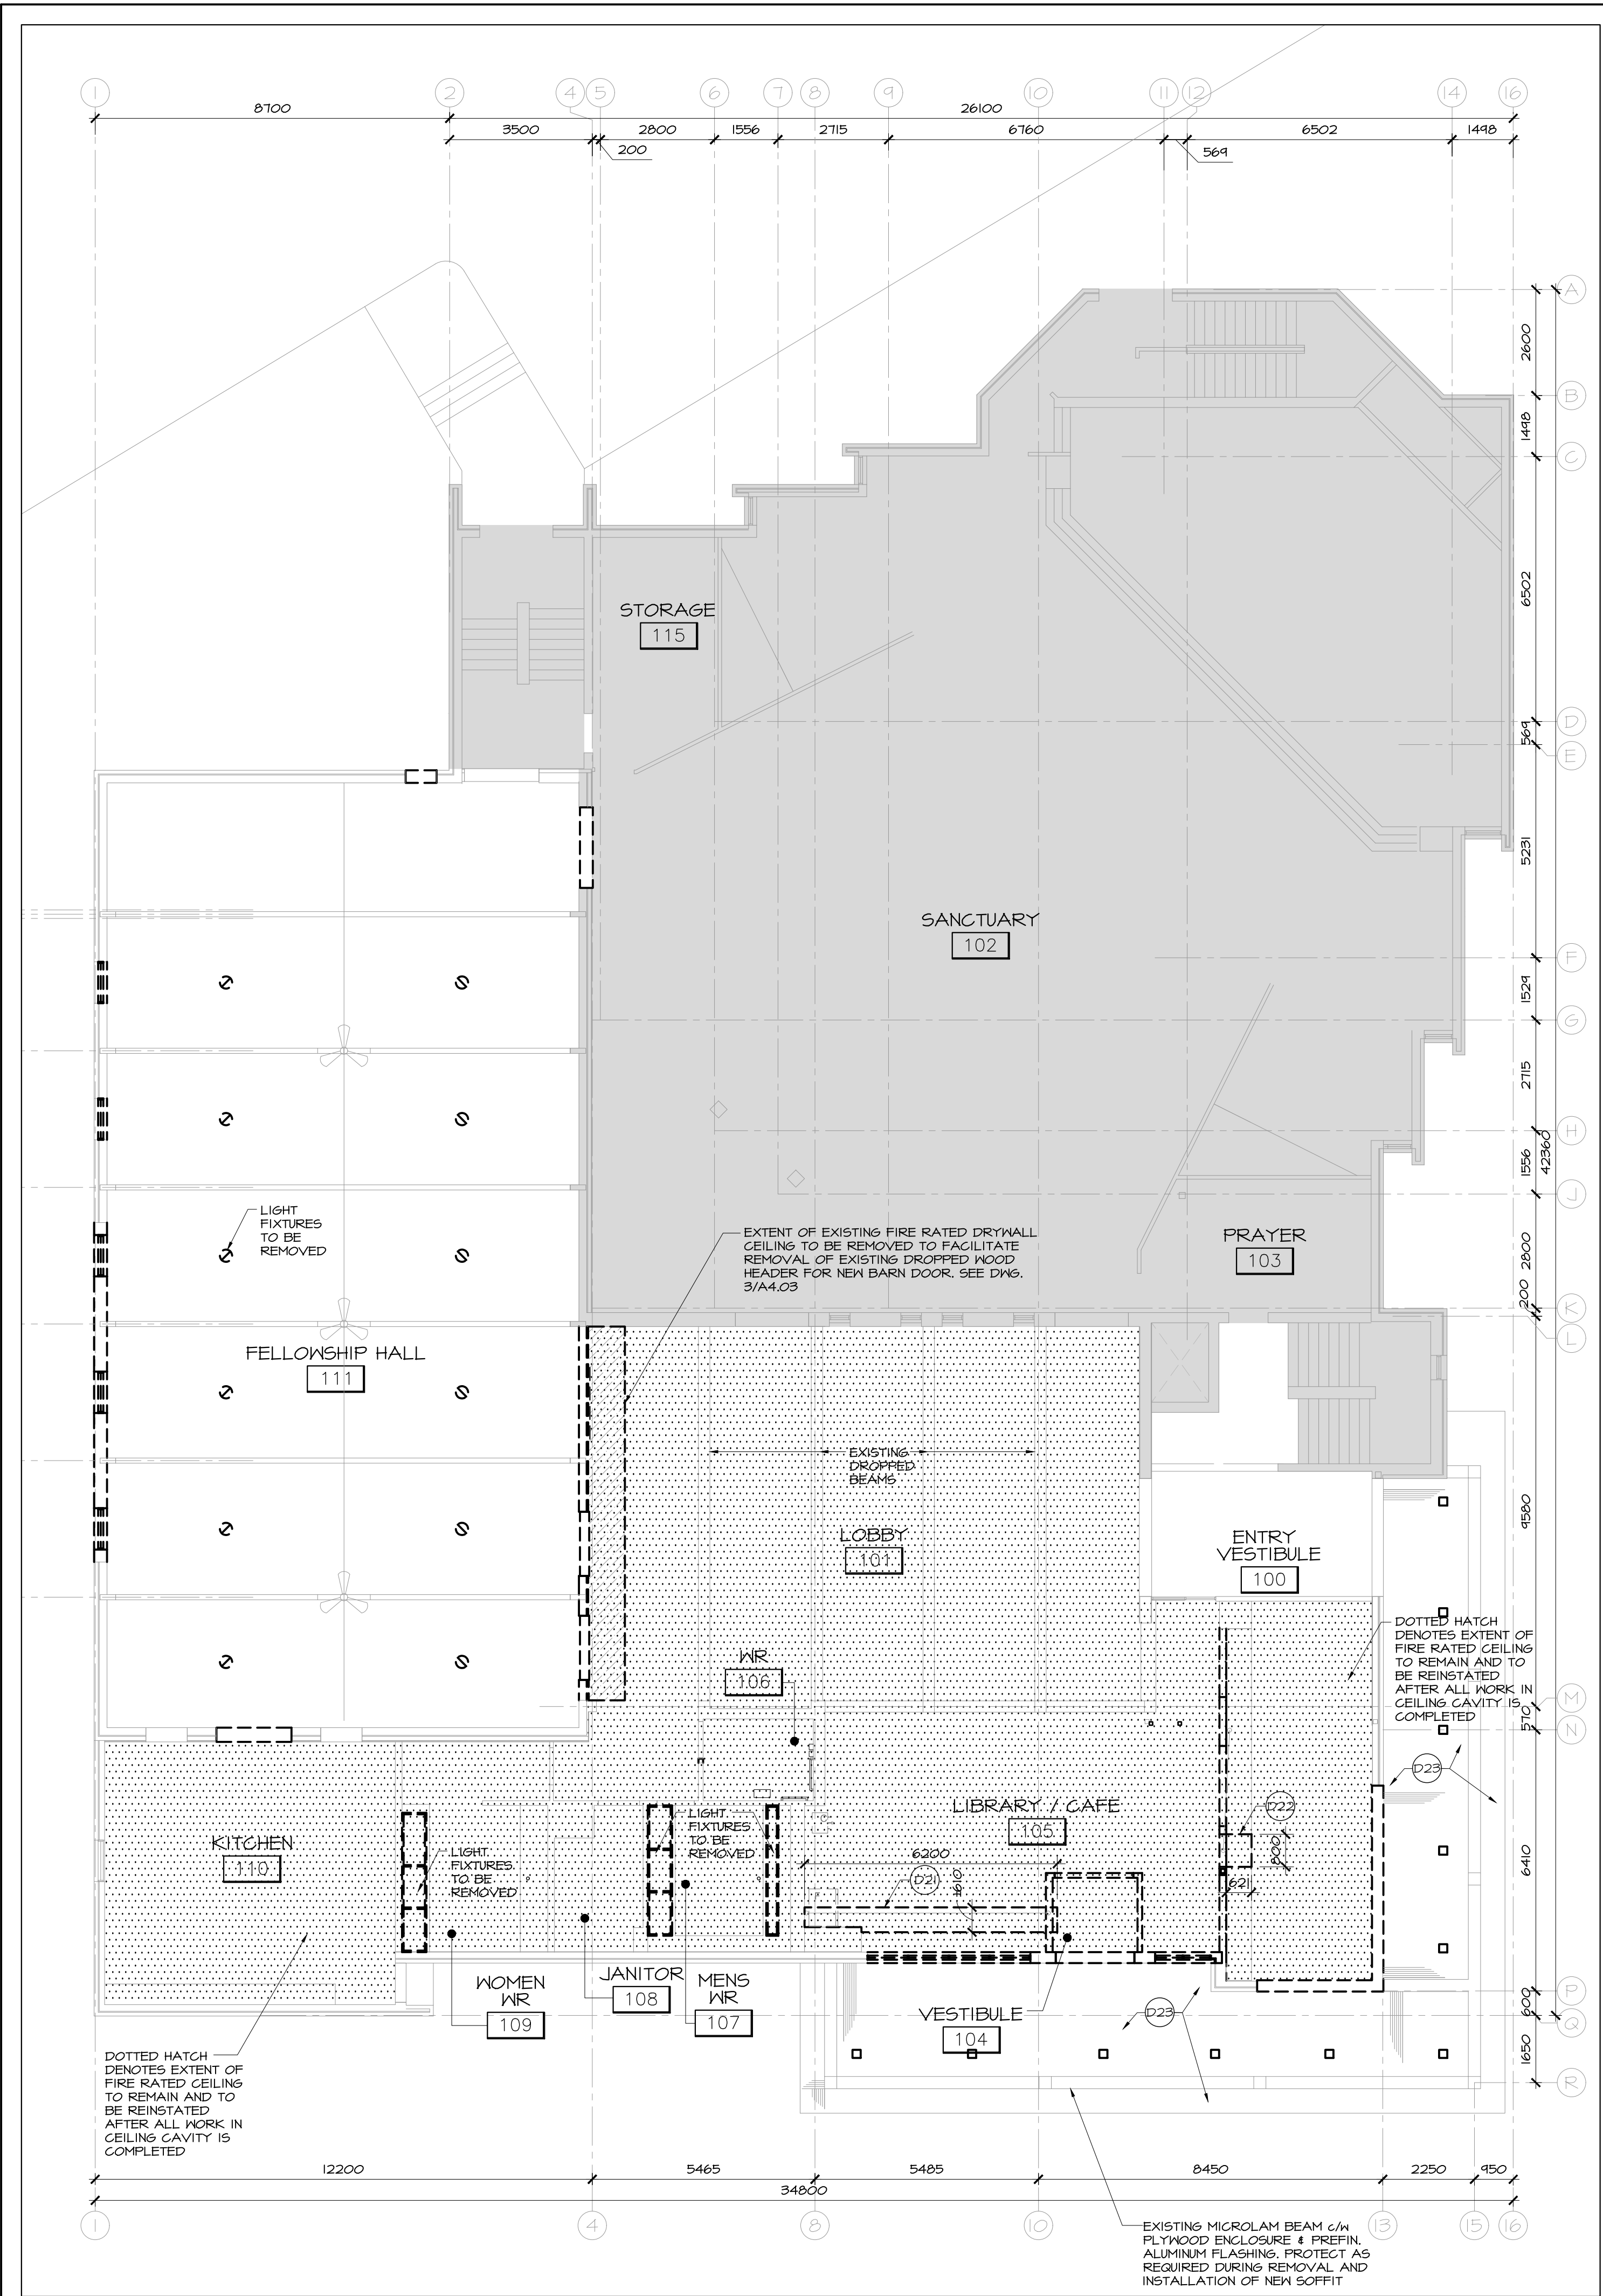 1 2 4 5 6 7 8 9 10 11 12 14 16
8700 26100
3500 2800 1556 2715 6760 6502 1498
200 569
A
2600
B
1498
C
6502
STORAGE
115
D
569
E
5231
SANCTUARY
102
F
1529
G
2715
H
1556
42360
J
LIGHT
FIXTURES
TO BE
REMOVED
EXTENT OF EXISTING FIRE RATED DRYWALL
CEILING TO BE REMOVED TO FACILITATE
REMOVAL OF EXISTING DROPPED WOOD
HEADER FOR NEW BARN DOOR. SEE DWG.
3/A4.03
PRAYER
103
2800
200
K
L
FELLOWSHIP HALL
111
EXISTING
DROPPED
BEAMS
9580
LOBBY
101
ENTRY
VESTIBULE
100
DOTTED HATCH
DENOTES EXTENT OF
FIRE RATED CEILING
TO REMAIN AND TO
BE REINSTATED
AFTER ALL WORK IN
CEILING CAVITY IS
COMPLETED
WR
106
M
570
N
D23
LIBRARY / CAFE
105
D22
800
621
6200
D21
1610
6410
LIGHT
FIXTURES
TO BE
REMOVED
KITCHEN
110
LIGHT
FIXTURES
TO BE
REMOVED
WOMEN
WR
109
JANITOR
108
MENS
WR
107
VESTIBULE
104
D23
P
600
Q
1650
R
DOTTED HATCH
DENOTES EXTENT OF
FIRE RATED CEILING
TO REMAIN AND TO
BE REINSTATED
AFTER ALL WORK IN
CEILING CAVITY IS
COMPLETED
12200 5465 5485 8450 2250 950
34800
1 4 8 10 13 15 16
EXISTING MICROLAM BEAM c/w
PLYWOOD ENCLOSURE & PREFIN.
ALUMINUM FLASHING. PROTECT AS
REQUIRED DURING REMOVAL AND
INSTALLATION OF NEW SOFFIT